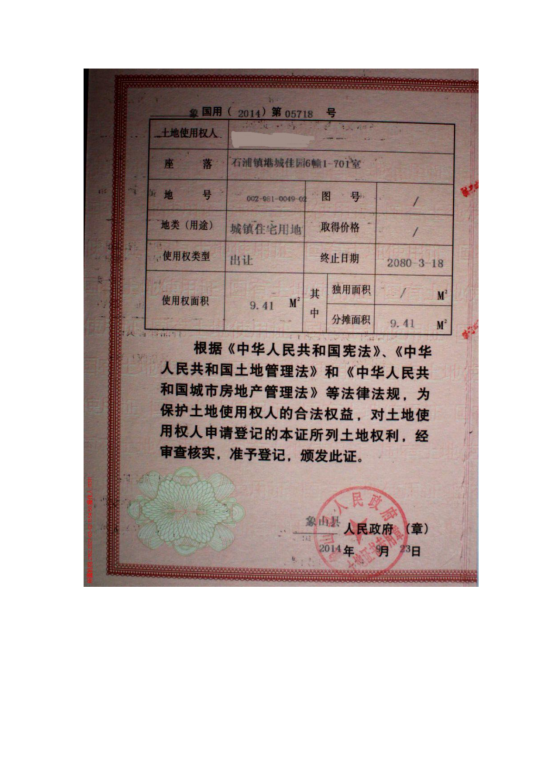 象 国用( 2014 ) 第 05718 号
土地使用权人
座 落 石浦镇 城佳园6幢1-701室
地 号 图 号 /
地类(用途) 城镇住宅用地 取得价格 /
使用权类型 出让 终止日期 2080-3-18
使用权面积 9.41 M² 其中 独用面积 / M²
分摊面积 9.41 M²
根据《中华人民共和国宪法》、《中华
人民共和国土地管理法》和《中华人民共
和国城市房地产管理法》等法律法规,为
保护土地使用权人的合法权益,对土地使
用权人申请登记的本证所列土地权利,经
审查核实,准予登记,颁发此证。
象山县 人民政府 (章)
2014 年 月 23 日